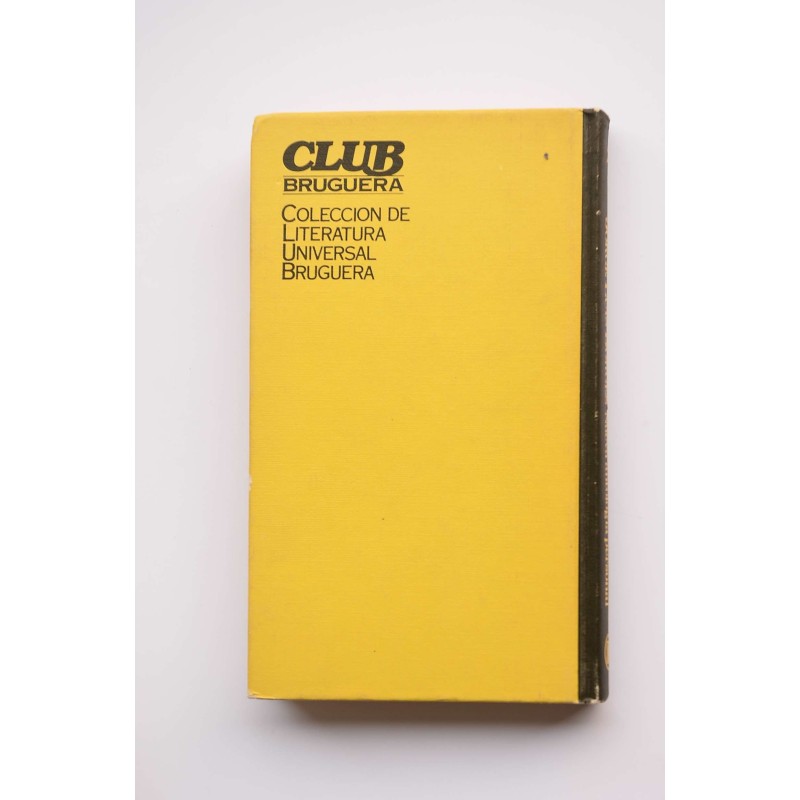 CLUB
BRUGUERA
COLECCION DE
LITERATURA
UNIVERSAL
BRUGUERA